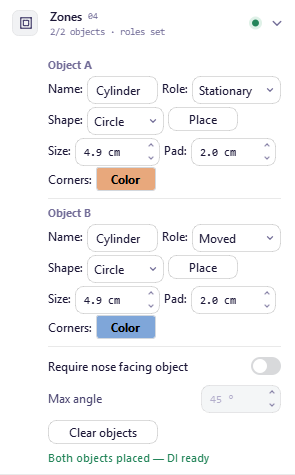 Zones 04
2/2 objects · roles set
Object A
Name: Cylinder Role: Stationary
Shape: Circle Place
Size: 4.9 cm Pad: 2.0 cm
Corners: Color
Object B
Name: Cylinder Role: Moved
Shape: Circle Place
Size: 4.9 cm Pad: 2.0 cm
Corners: Color
Require nose facing object
Max angle 45 °
Clear objects
Both objects placed — DI ready